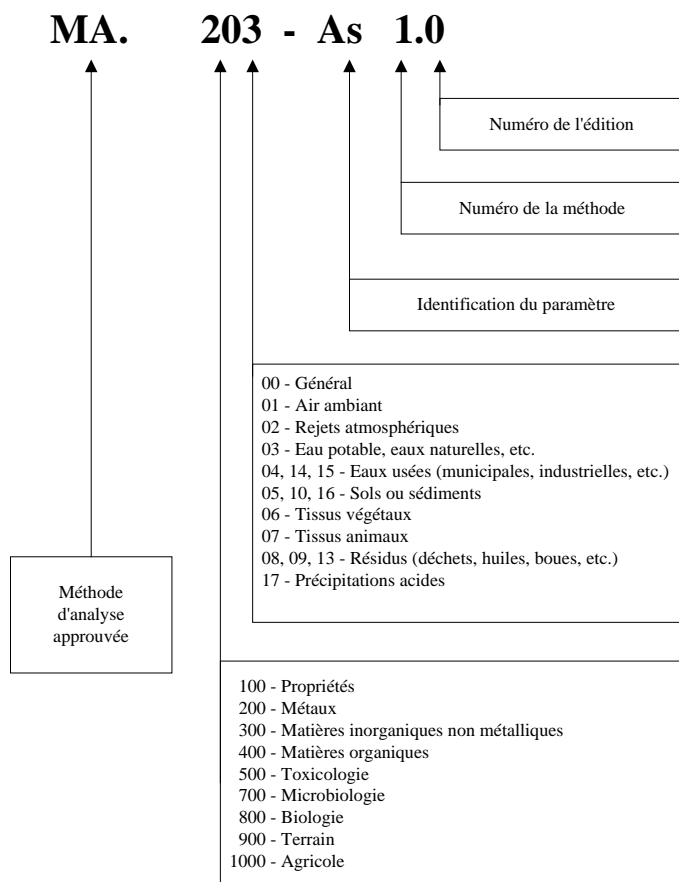 MA. 203 - As 1.0
Numéro de l'édition
Numéro de la méthode
Identification du paramètre
00 - Général
01 - Air ambiant
02 - Rejets atmosphériques
03 - Eau potable, eaux naturelles, etc.
04, 14, 15 - Eaux usées (municipales, industrielles, etc.)
05, 10, 16 - Sols ou sédiments
06 - Tissus végétaux
07 - Tissus animaux
08, 09, 13 - Résidus (déchets, huiles, boues, etc.)
17 - Précipitations acides
Méthode
d'analyse
approuvée
100 - Propriétés
200 - Métaux
300 - Matières inorganiques non métalliques
400 - Matières organiques
500 - Toxicologie
700 - Microbiologie
800 - Biologie
900 - Terrain
1000 - Agricole